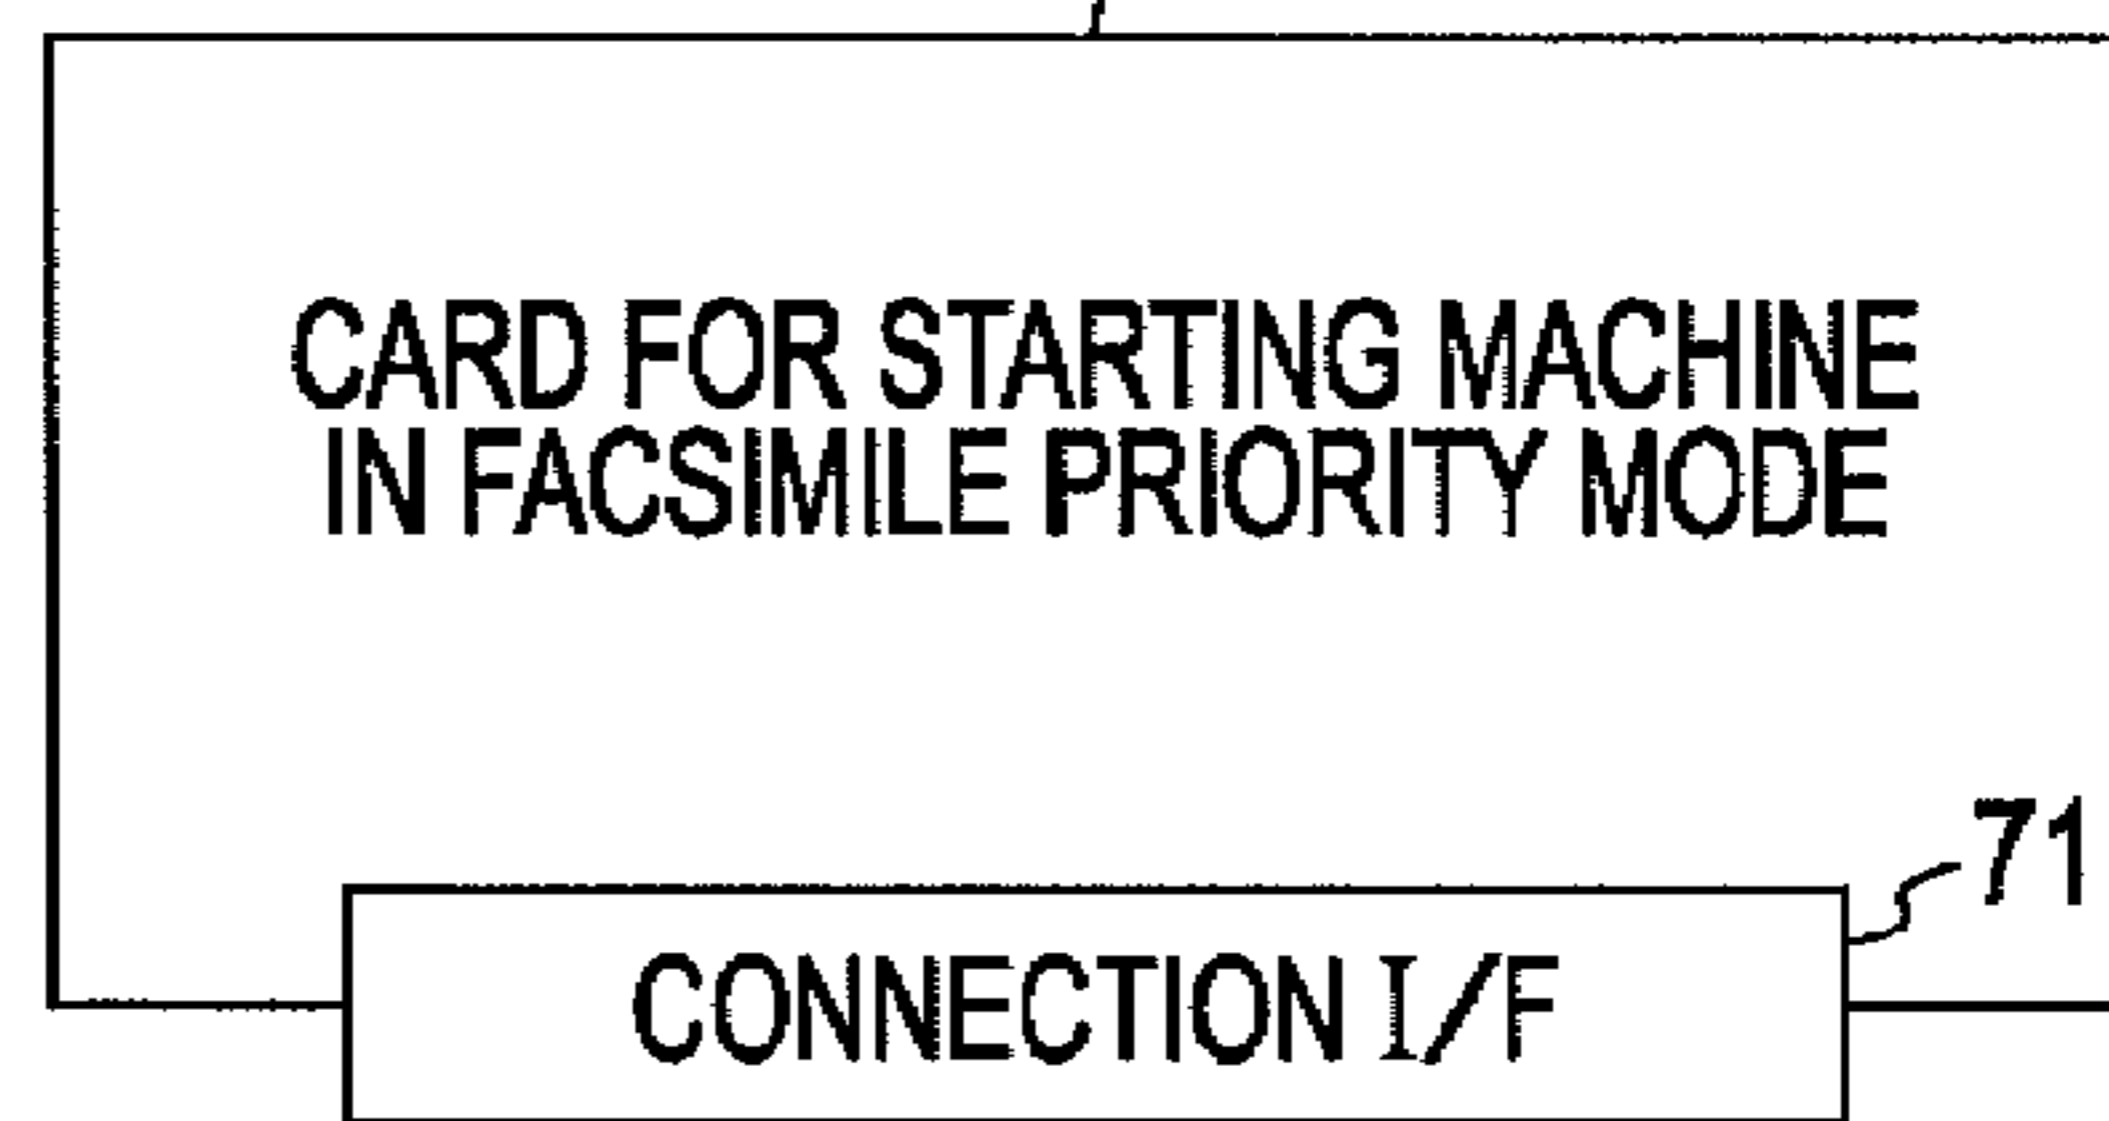 CARD FOR STARTING MACHINE
IN FACSIMILE PRIORITY MODE
71
CONNECTION I/F